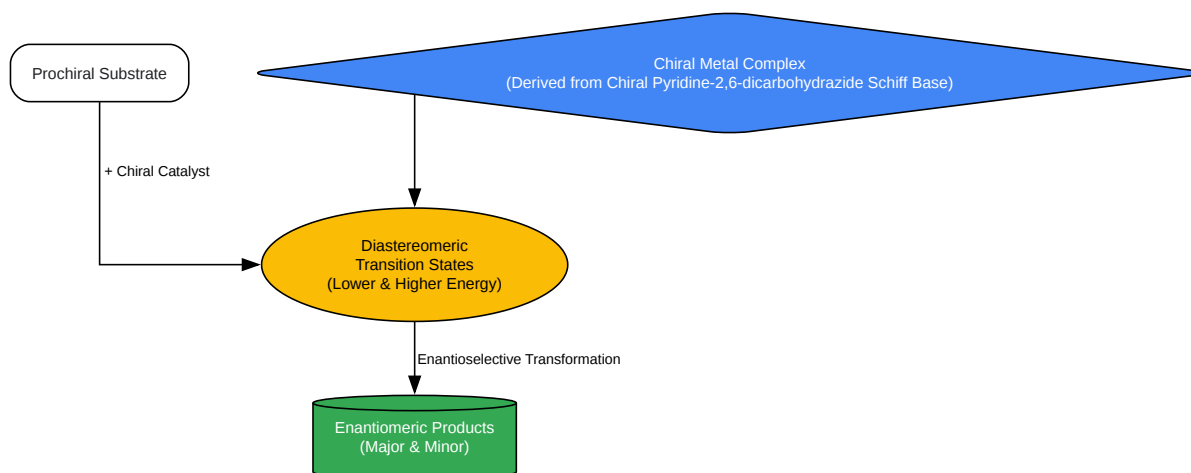 Prochiral Substrate
Chiral Metal Complex
(Derived from Chiral Pyridine-2,6-dicarbohydrazide Schiff Base)
+ Chiral Catalyst
Diastereomeric
Transition States
(Lower & Higher Energy)
Enantioselective Transformation
Enantiomeric Products
(Major & Minor)